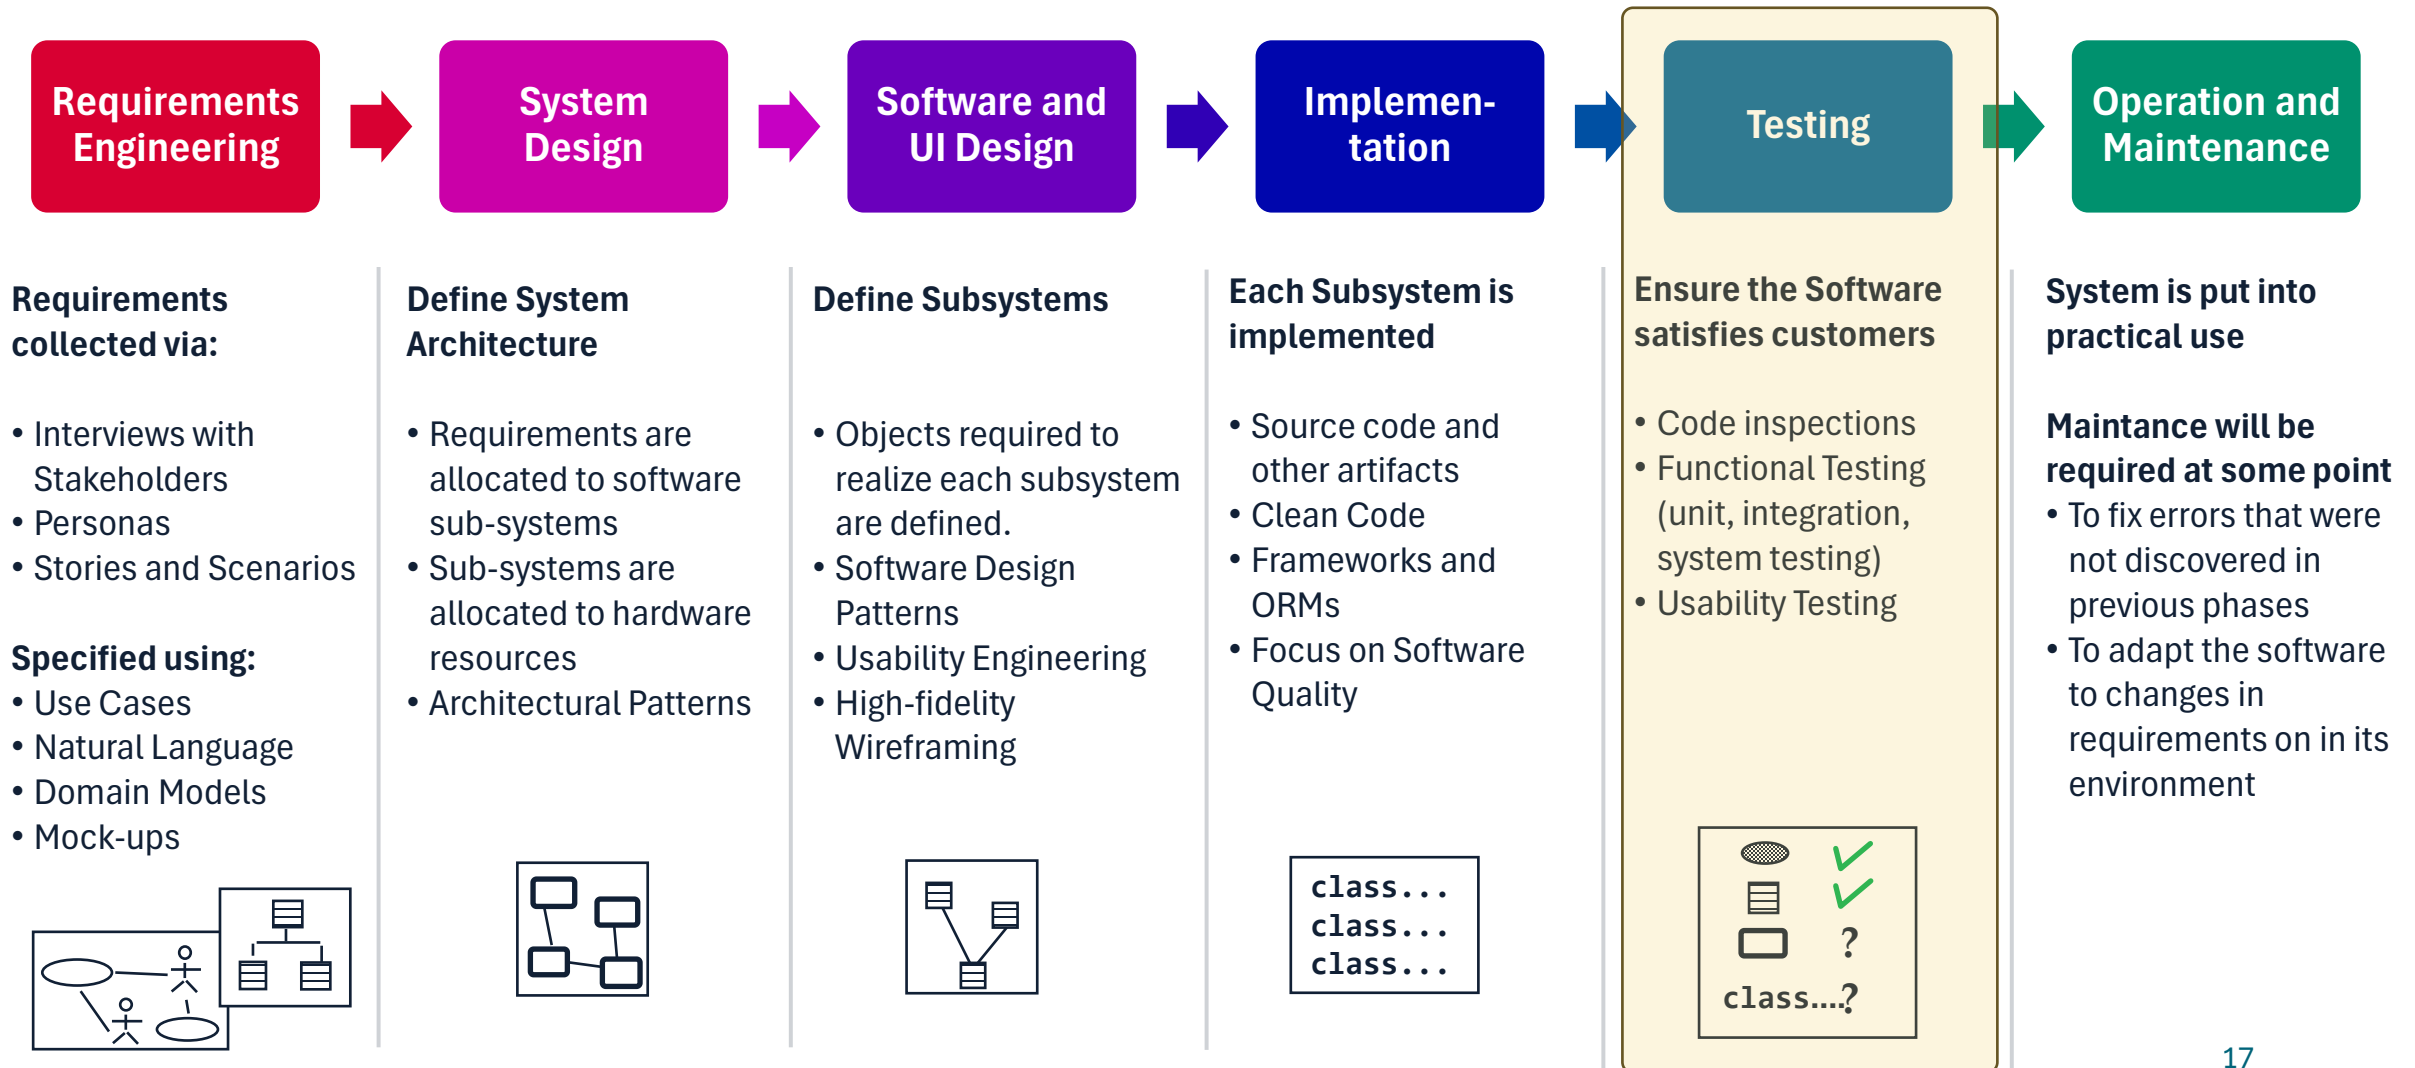 Requirements
Engineering
System
Design
Software and
UI Design
Implemen-
tation
Testing
Operation and
Maintenance
Requirements
collected via:
• Interviews with
Stakeholders
• Personas
• Stories and Scenarios
Specified using:
• Use Cases
• Natural Language
• Domain Models
• Mock-ups
Define System
Architecture
• Requirements are
allocated to software
sub-systems
• Sub-systems are
allocated to hardware
resources
• Architectural Patterns
Define Subsystems
• Objects required to
realize each subsystem
are defined.
• Software Design
Patterns
• Usability Engineering
• High-fidelity
Wireframing
Each Subsystem is
implemented
• Source code and
other artifacts
• Clean Code
• Frameworks and
ORMs
• Focus on Software
Quality
class...
class...
class...
Ensure the Software
satisfies customers
• Code inspections
• Functional Testing
(unit, integration,
system testing)
• Usability Testing
?
class....?
System is put into
practical use
Maintance will be
required at some point
• To fix errors that were
not discovered in
previous phases
• To adapt the software
to changes in
requirements on in its
environment
17